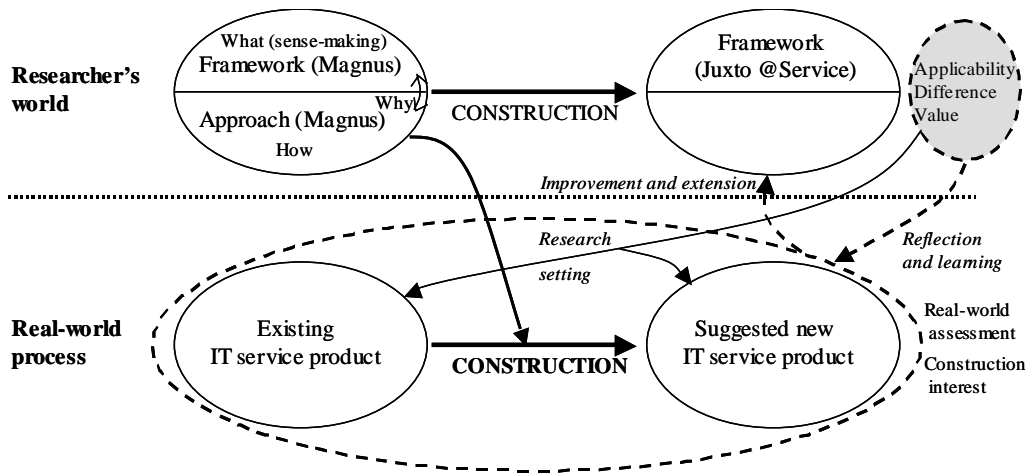 Researcher's
world
What (sense-making)
Framework (Magnus)
Why
Approach (Magnus)
How
CONSTRUCTION
Framework
(Juxto @Service)
Applicability
Difference
Value
Improvement and extension
Research
setting
Reflection
and learning
Real-world
process
Existing
IT service product
CONSTRUCTION
Suggested new
IT service product
Real-world
assessment
Construction
interest